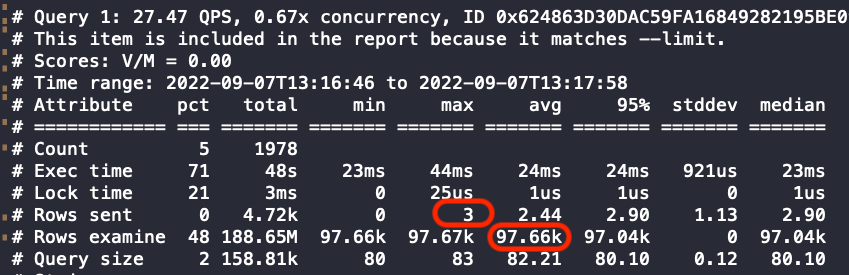 # Query 1: 27.47 QPS, 0.67x concurrency, ID 0x624863D30DAC59FA16849282195BE0
# This item is included in the report because it matches --limit.
# Scores: V/M = 0.00
# Time range: 2022-09-07T13:16:46 to 2022-09-07T13:17:58
# Attribute    pct   total     min     max     avg     95%  stddev  median
# ============ === ======= ======= ======= ======= ======= ======= =======
# Count          5    1978
# Exec time     71     48s    23ms    44ms    24ms    24ms   921us    23ms
# Lock time     21     3ms       0    25us     1us     1us       0     1us
# Rows sent      0   4.72k       0       3    2.44    2.90    1.13    2.90
# Rows examine  48 188.65M  97.66k  97.67k  97.66k  97.04k       0  97.04k
# Query size     2 158.81k      80      83   82.21   80.10    0.12   80.10